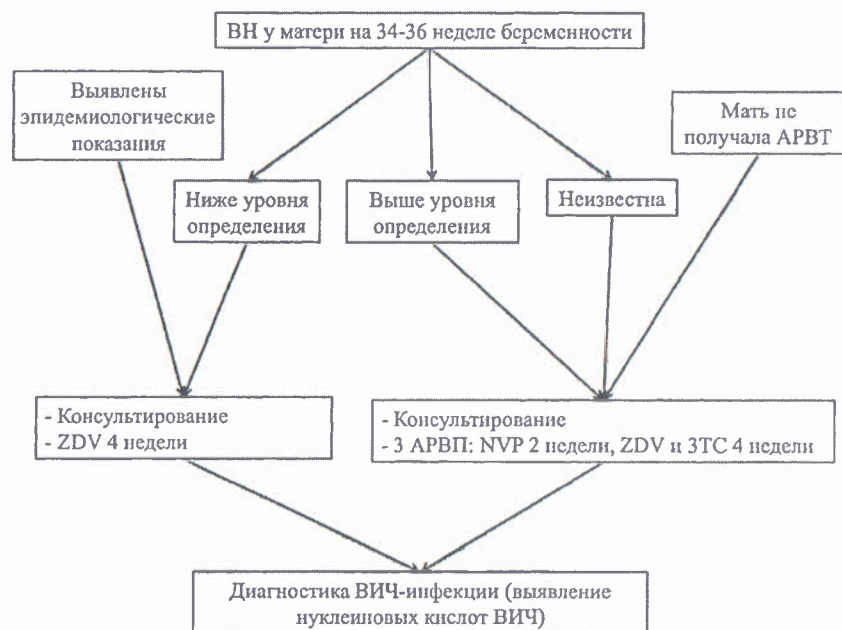 ВН у матери на 34-36 неделе беременности
Выявлены
эпидемиологические
показания
Мать не
получала АРВТ
Ниже уровня
определения
Выше уровня
определения
Неизвестна
- Консультирование
- ZDV 4 недели
- Консультирование
- 3 АРВП: NVP 2 недели, ZDV и 3ТС 4 недели
Диагностика ВИЧ-инфекции (выявление
нуклеиновых кислот ВИЧ)